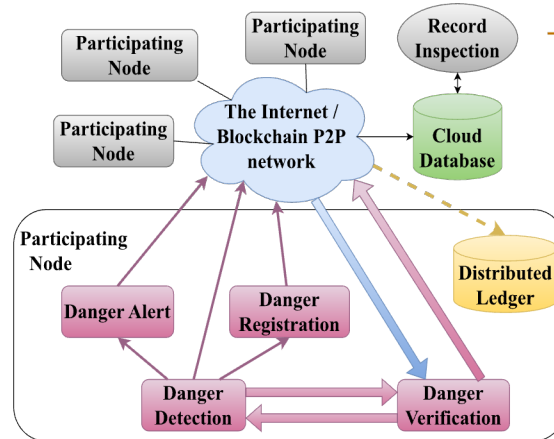 Participating
Node
Participating
Node
Record
Inspection
Participating
Node
The Internet /
Blockchain P2P
network
Cloud
Database
Participating
Node
Distributed
Ledger
Danger Alert
Danger
Registration
Danger
Detection
Danger
Verification